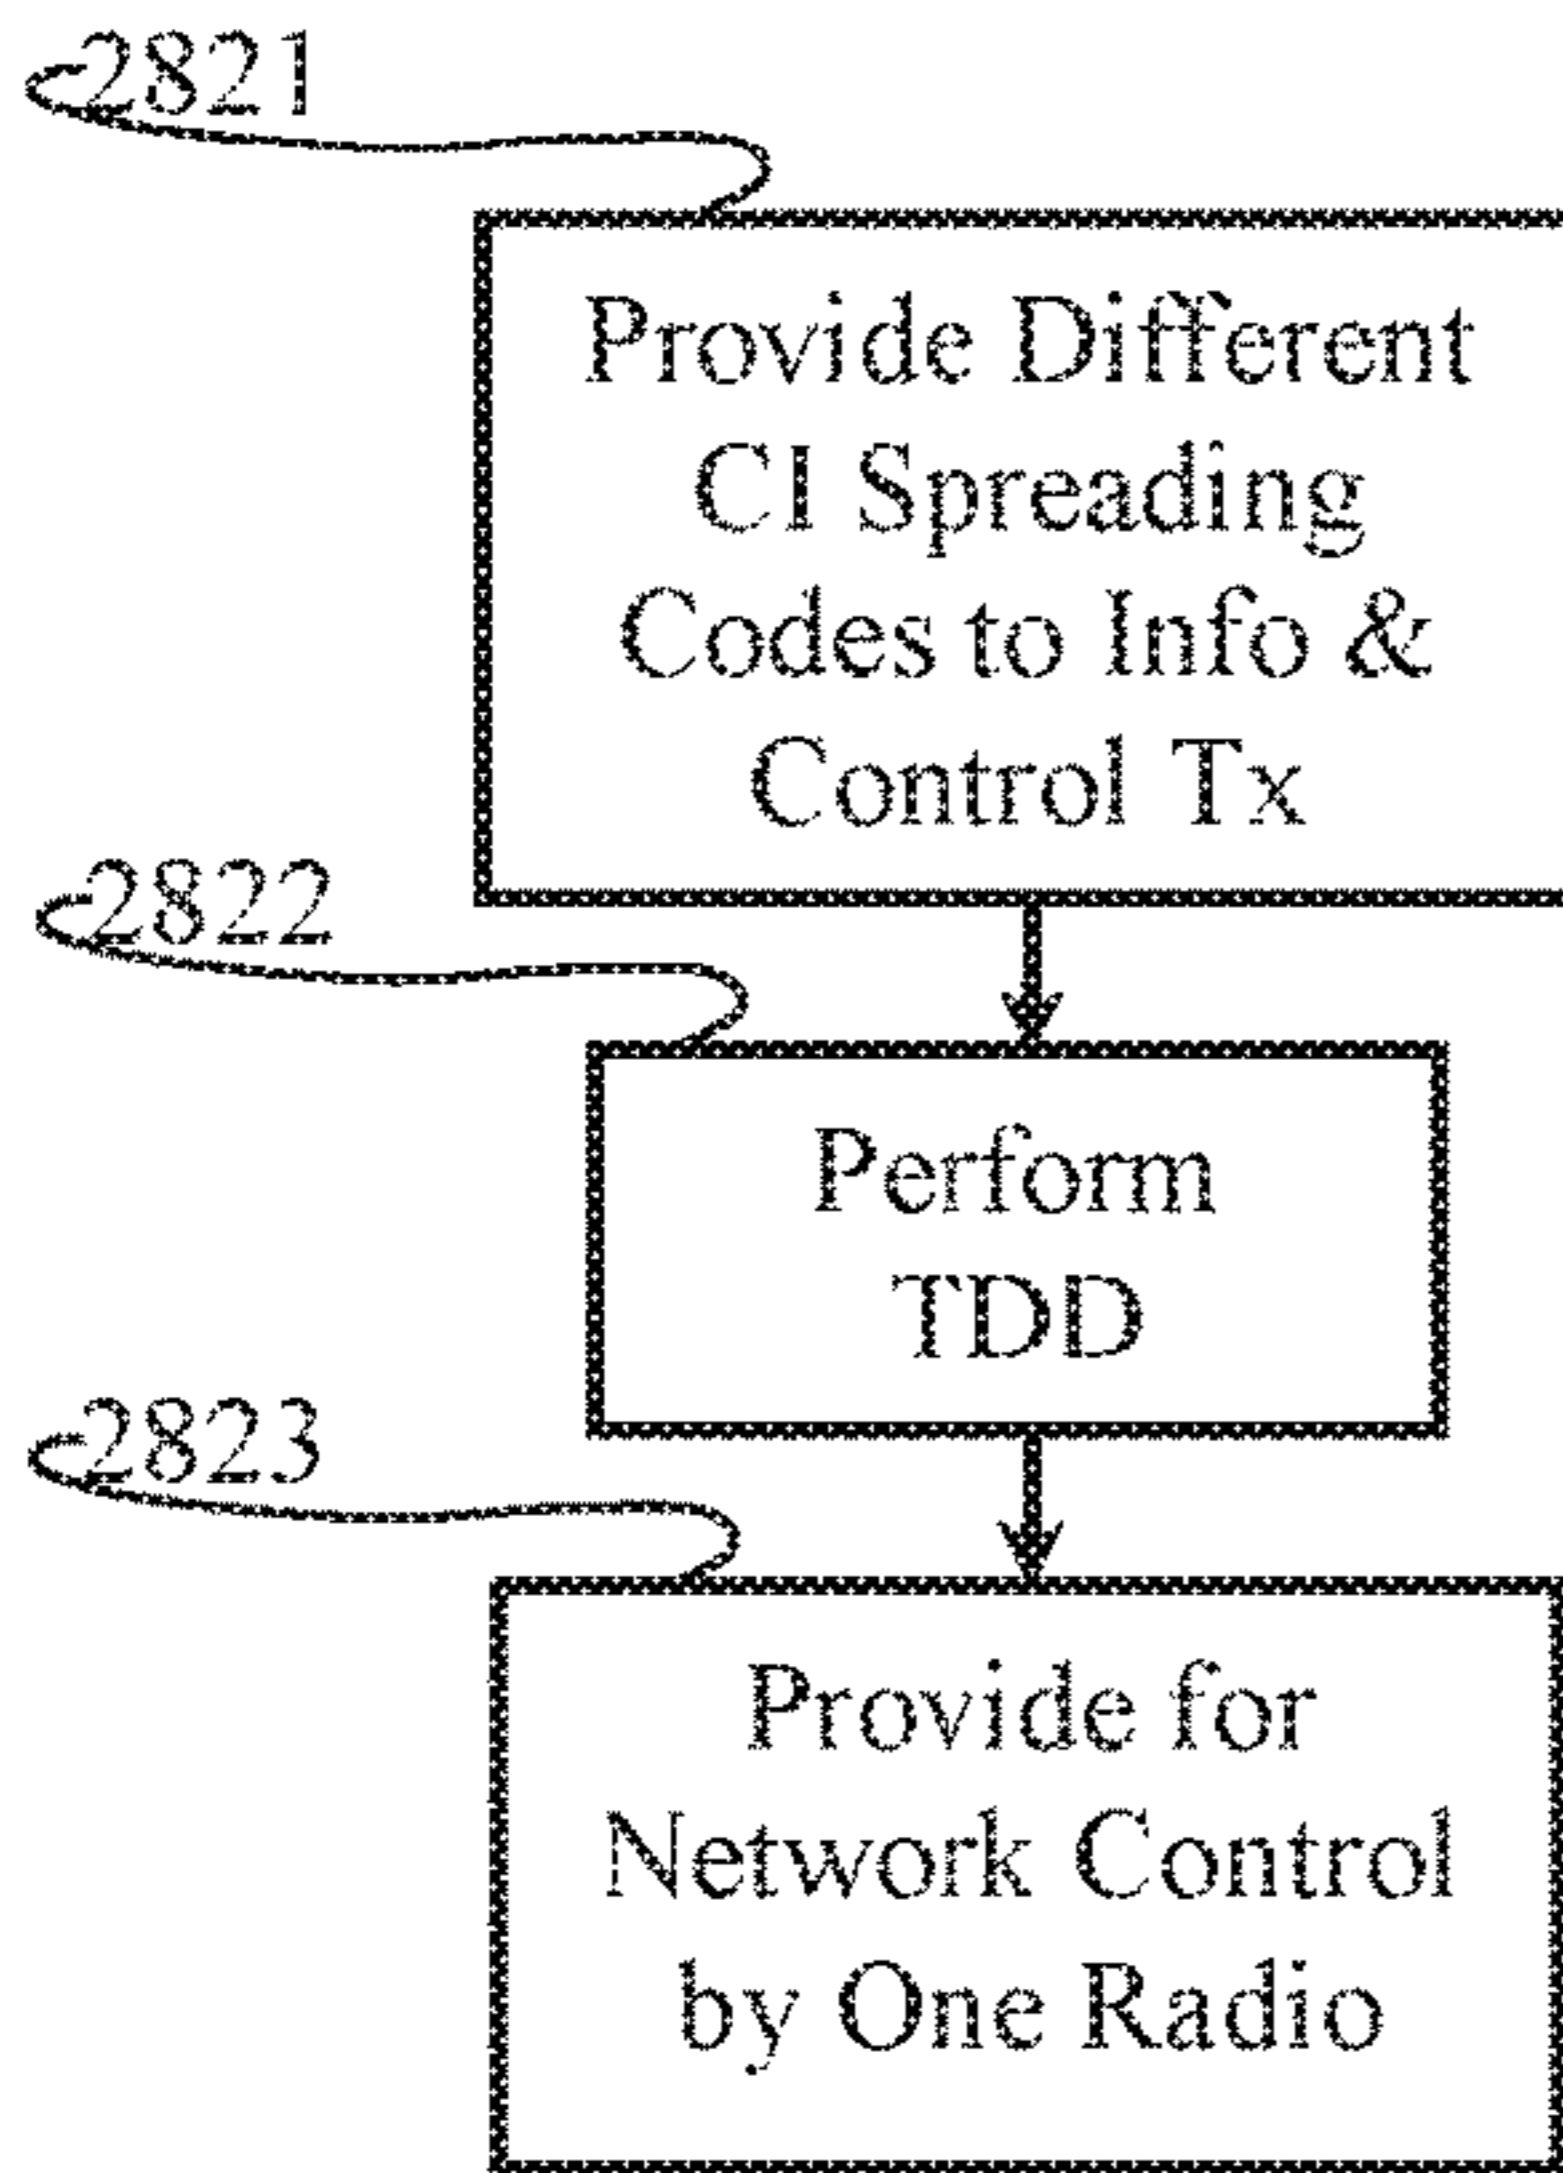 2821
Provide Different
CI Spreading
Codes to Info &
Control Tx
2822
Perform
TDD
2823
Provide for
Network Control
by One Radio